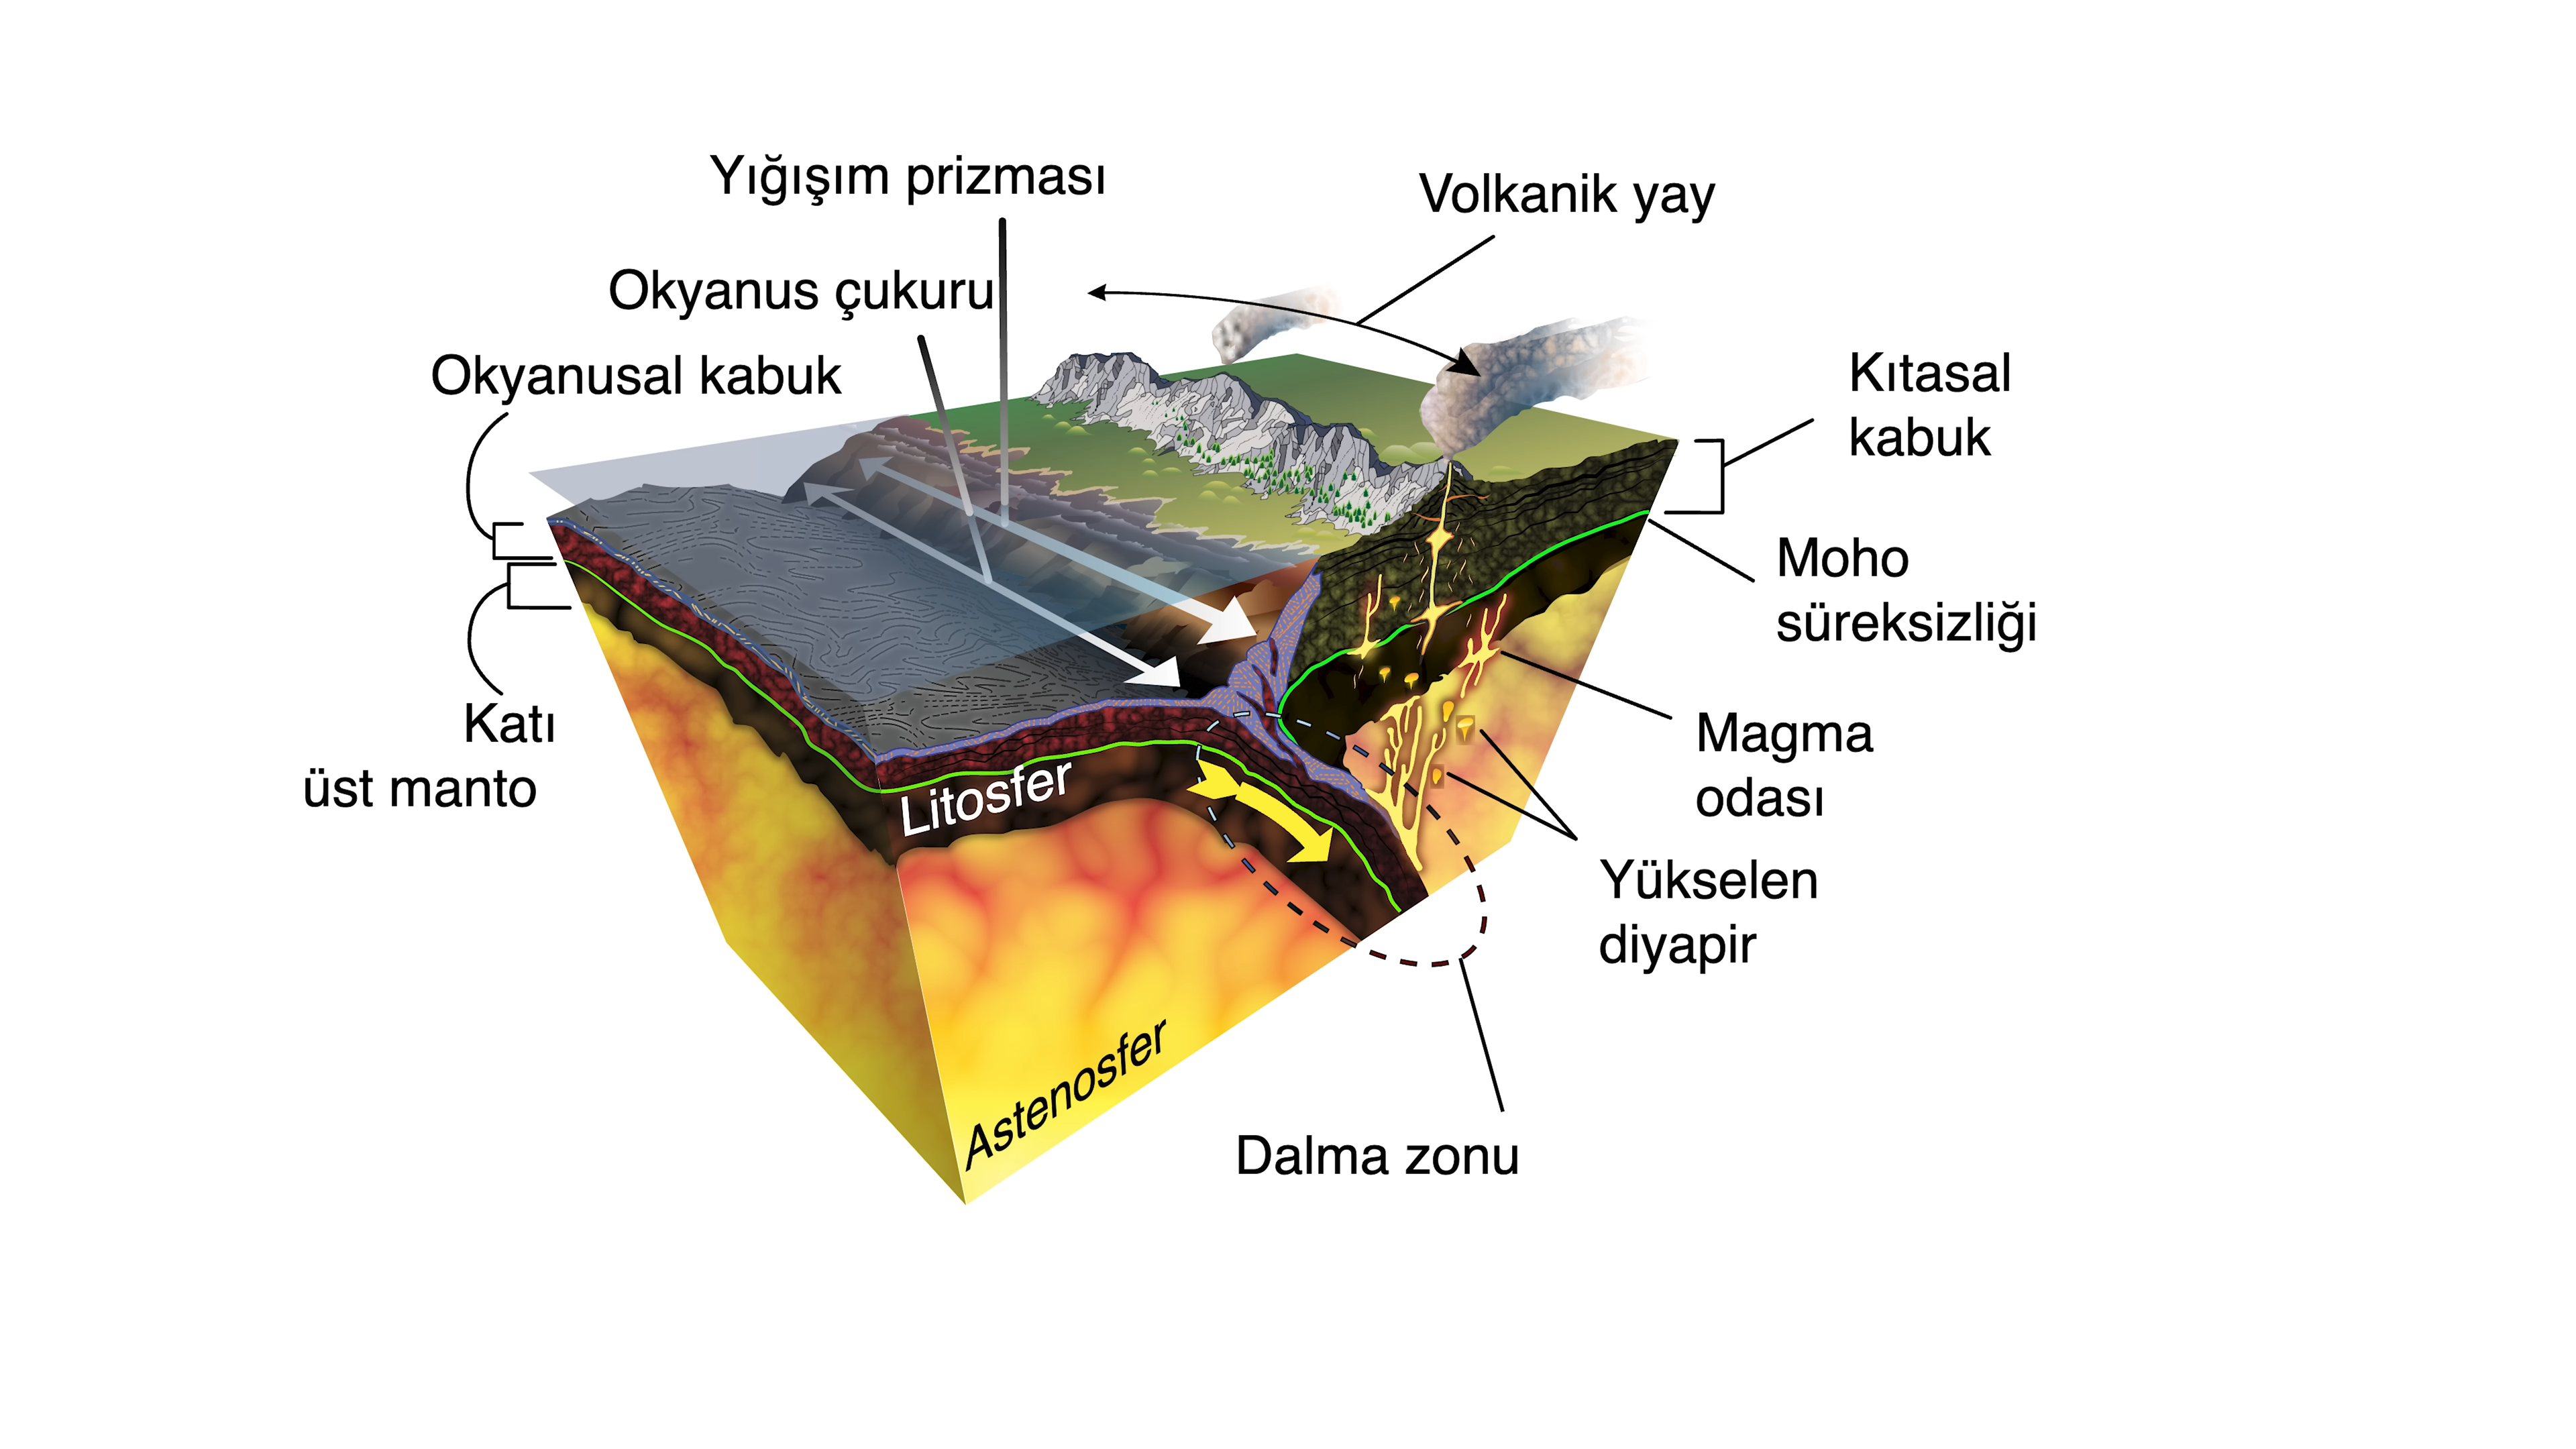 Yığışım prizması
Volkanik yay
Okyanus çukuru
Okyanusal kabuk
Kıtasal
kabuk
Moho
süreksizliği
Katı
üst manto
Magma
odası
Litosfer
Yükselen
diyapir
Astenosfer
Dalma zonu